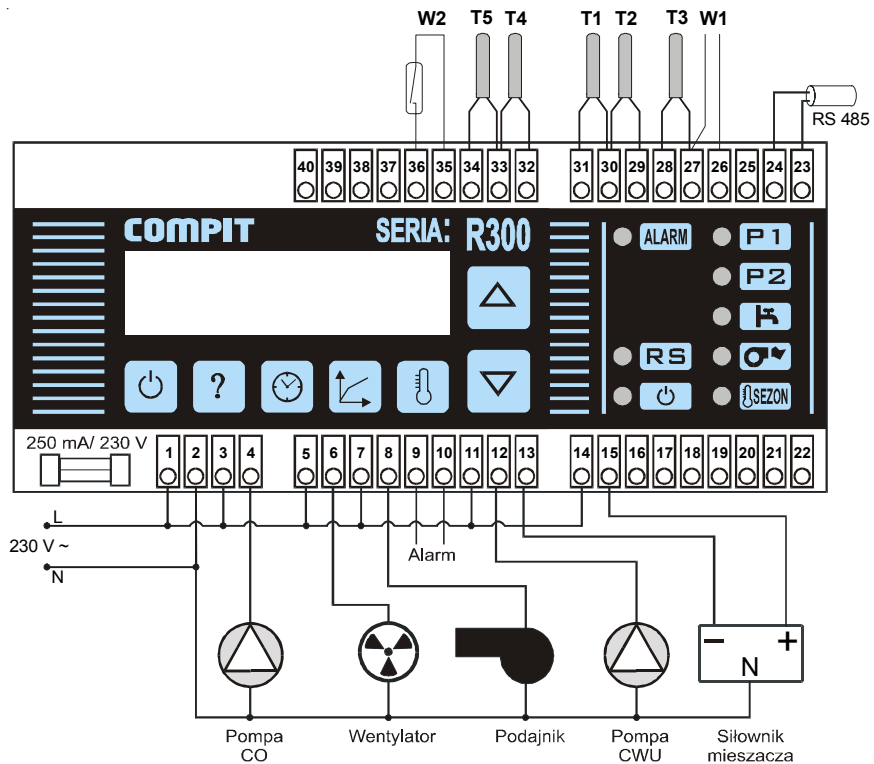 W2 T5 T4 T1 T2 T3 W1
RS 485
40 39 38 37 36 35 34 33 32 31 30 29 28 27 26 25 24 23
COMPIT SERIA: R300
ALARM P1
P2
RS
?
SEZON
250 mA/ 230 V
1 2 3 4 5 6 7 8 9 10 11 12 13 14 15 16 17 18 19 20 21 22
L
230 V ~
N
Alarm
− +
N
Pompa CO
Wentylator
Podajnik
Pompa CWU
Siłownik mieszacza